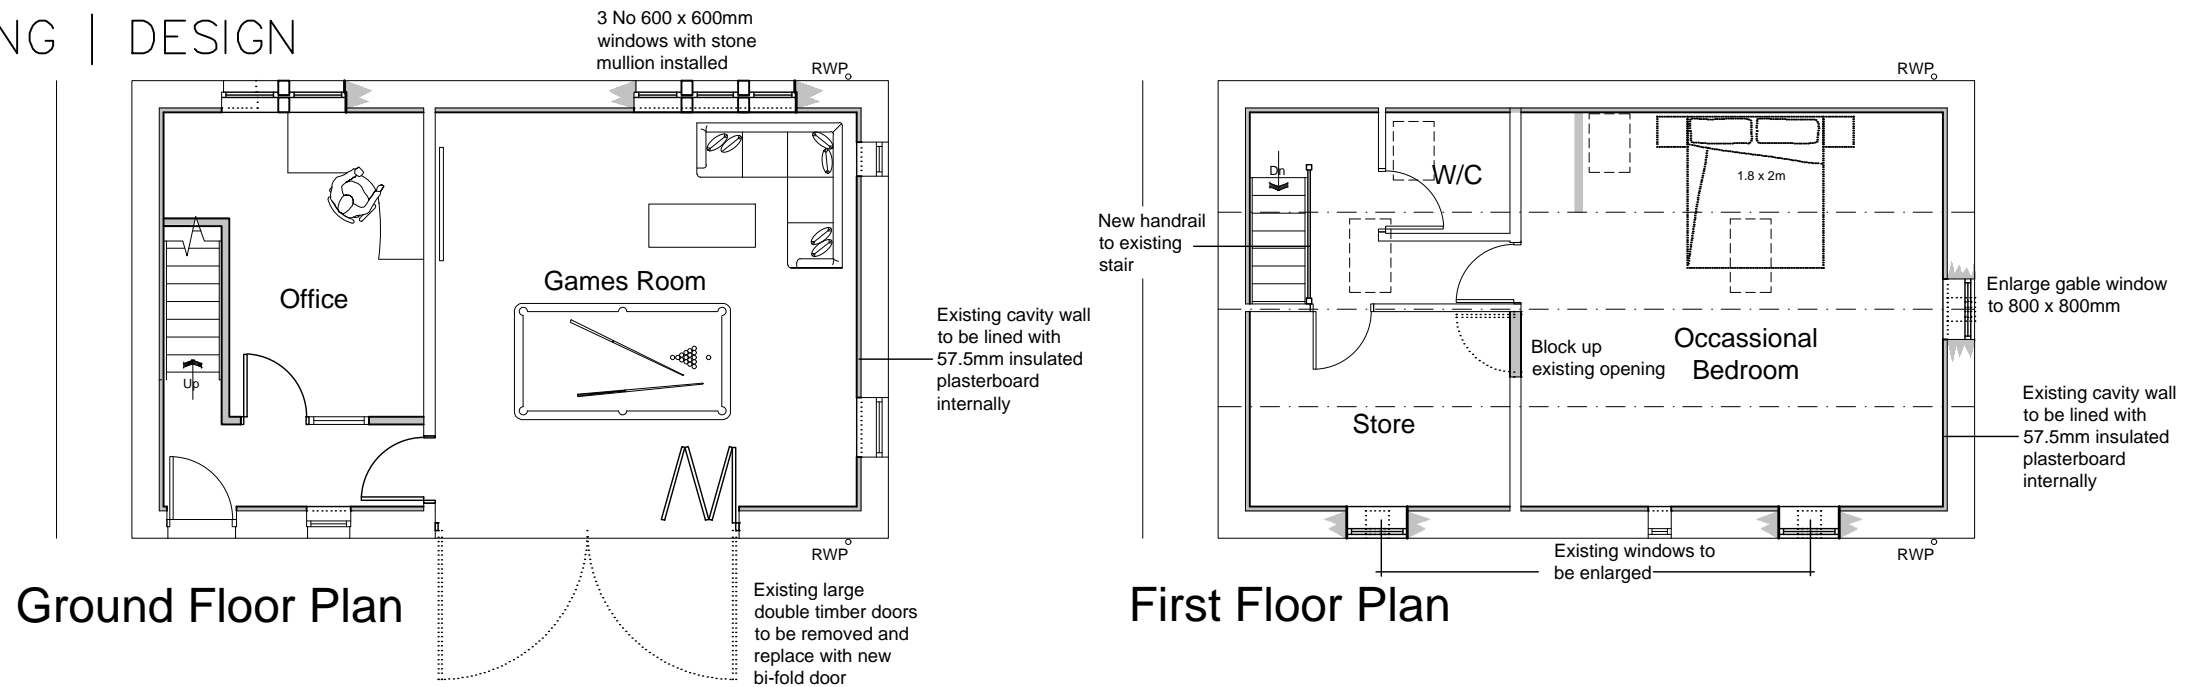 NG | DESIGN
3 No 600 x 600mm
windows with stone
mullion installed
RWP
Office
Up
Games Room
Existing cavity wall
to be lined with
57.5mm insulated
plasterboard
internally
RWP
Existing large
double timber doors
to be removed and
replace with new
bi-fold door
Ground Floor Plan
RWP
Dn
W/C
1.8 x 2m
New handrail
to existing
stair
Enlarge gable window
to 800 x 800mm
Occassional
Bedroom
Block up
existing opening
Store
Existing cavity wall
to be lined with
57.5mm insulated
plasterboard
internally
Existing windows to
be enlarged
RWP
First Floor Plan